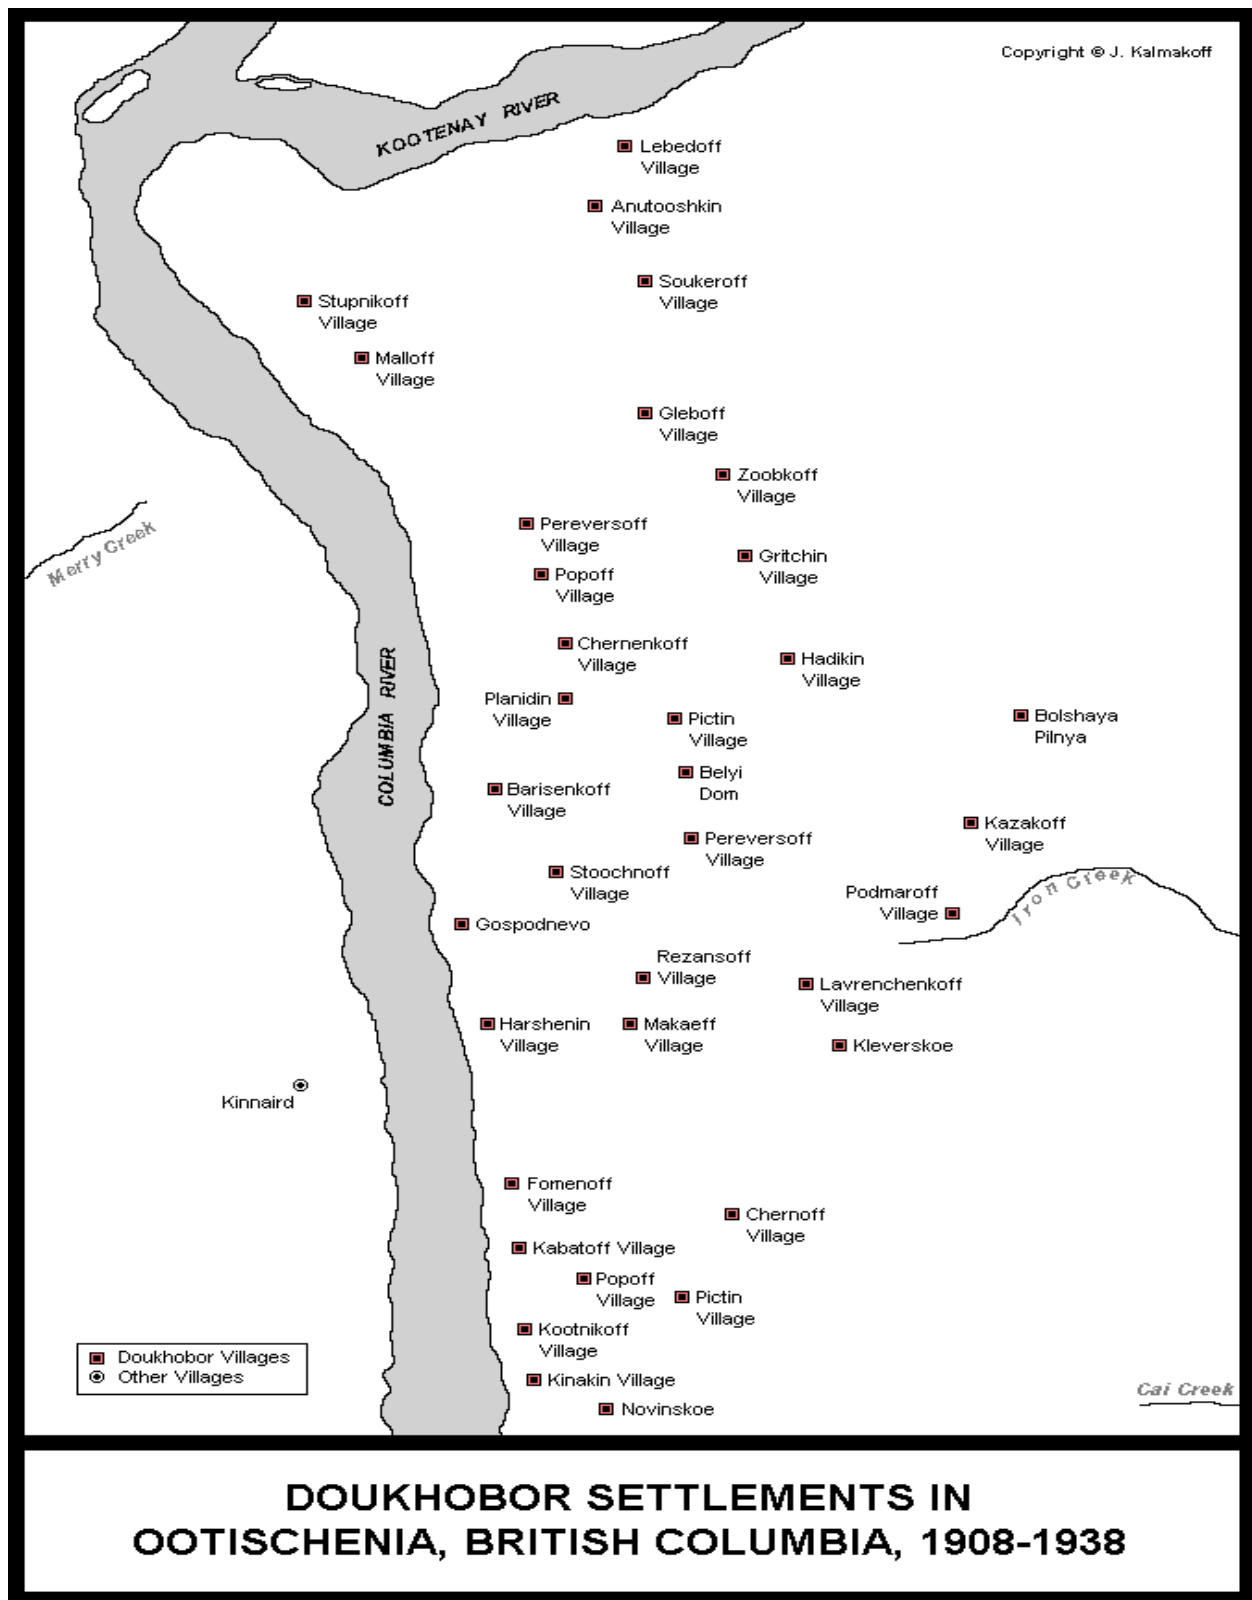 Copyright © J. Kalmakoff
KOOTENAY RIVER
Lebedoff
Village
Anutooshkin
Village
Soukeroff
Village
Stupnikoff
Village
Malloff
Village
Gleboff
Village
Zoobkoff
Village
Merry Creek
Pereversoff
Village
Gritchin
Village
Popoff
Village
COLUMBIA RIVER
Chernenkoff
Village
Hadikin
Village
Planidin
Village
Pictin
Village
Bolshaya
Pilnya
Belyi
Dom
Barisenkoff
Village
Kazakoff
Village
Pereversoff
Village
Stoochnoff
Village
Iron Creek
Podmaroff
Village
Gospodnevo
Rezansoff
Village
Lavrenchenkoff
Village
Harshenin
Village
Makaeff
Village
Kleverskoe
Kinnaird
Fomenoff
Village
Chernoff
Village
Kabatoff Village
Popoff
Village
Pictin
Village
Kootnikoff
Village
Doukhobor Villages
Other Villages
Kinakin Village
Cai Creek
Novinskoe
DOUKHOBOR SETTLEMENTS IN
OOTISCHENIA, BRITISH COLUMBIA, 1908-1938